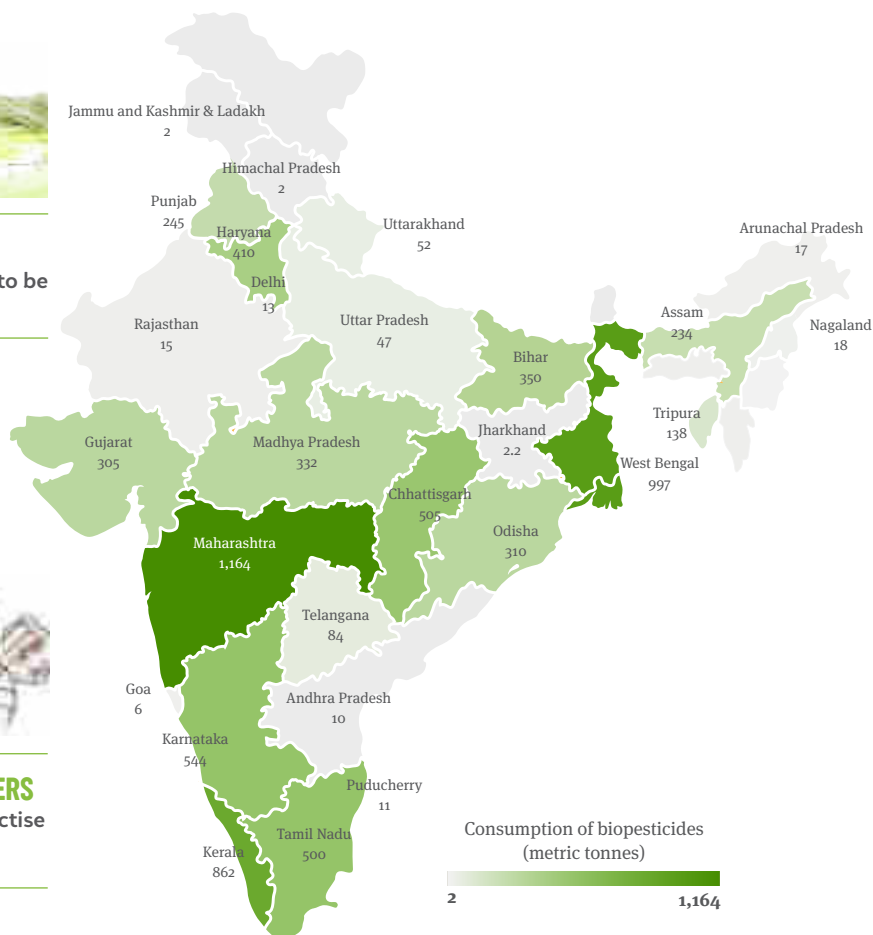 to be
ERS
ctise
Jammu and Kashmir & Ladakh
2
Himachal Pradesh
2
Punjab
245
Haryana
410
Delhi
13
Uttarakhand
52
Arunachal Pradesh
17
Rajasthan
15
Uttar Pradesh
47
Assam
234
Nagaland
18
Bihar
350
Gujarat
305
Madhya Pradesh
332
Jharkhand
2.2
Tripura
138
West Bengal
997
Chhattisgarh
505
Odisha
310
Maharashtra
1,164
Telangana
84
Goa
6
Andhra Pradesh
10
Karnataka
544
Puducherry
11
Tamil Nadu
500
Kerala
862
Consumption of biopesticides
(metric tonnes)
2
1,164